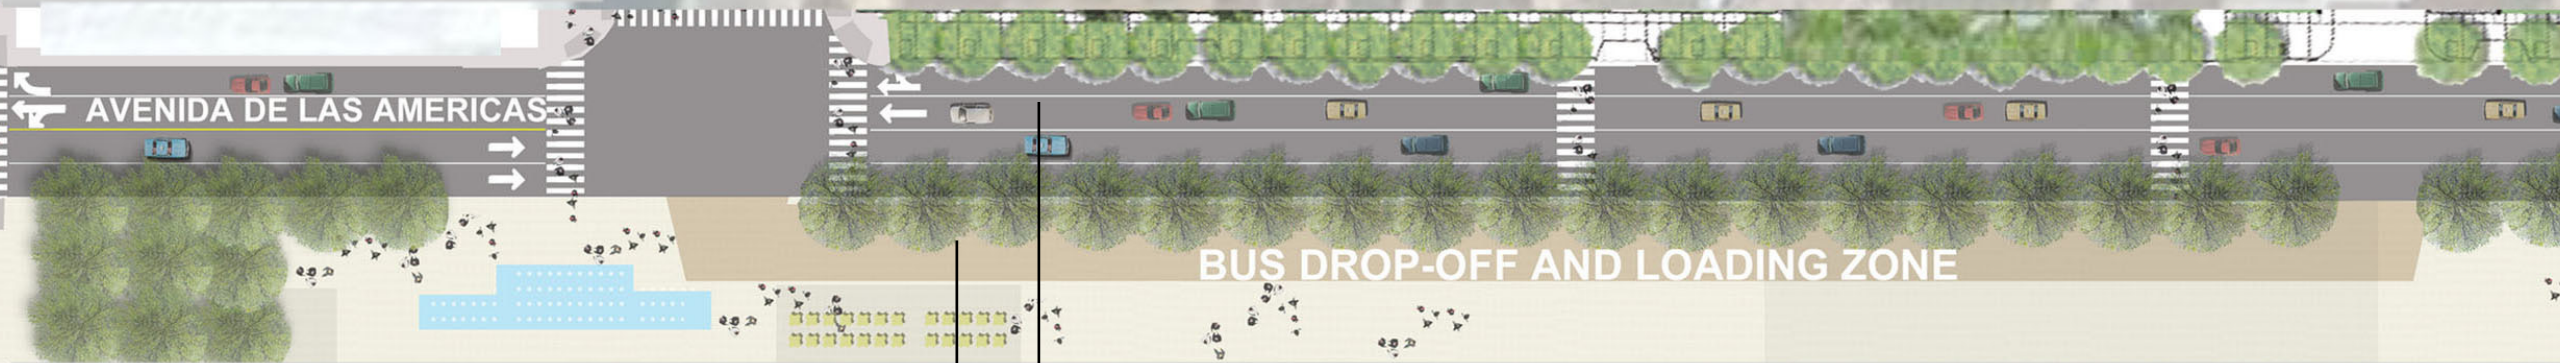 AVENIDA DE LAS AMERICAS
BUS DROP-OFF AND LOADING ZONE